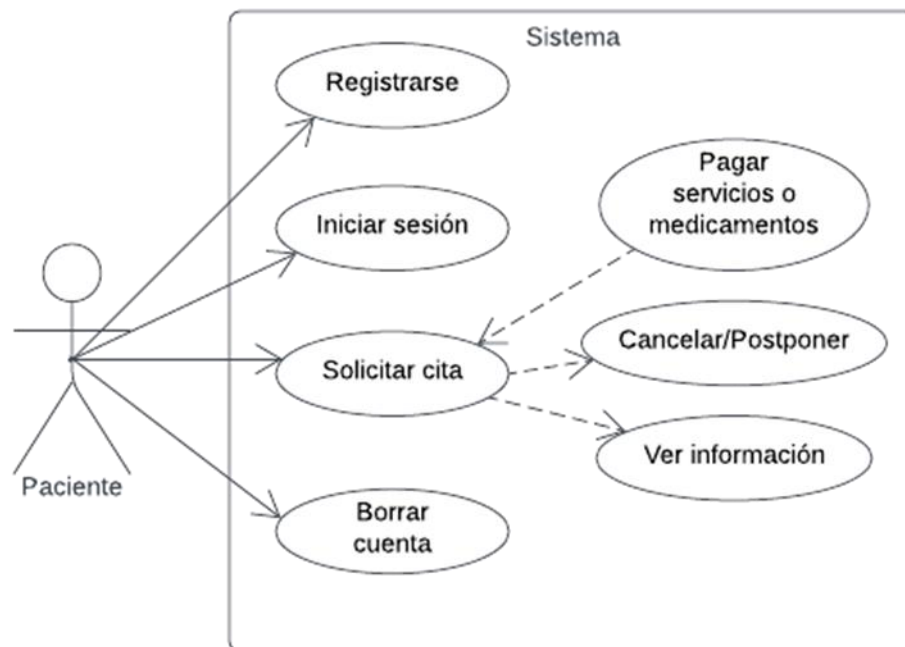 Sistema
Registrarse
Pagar
servicios o
medicamentos
Iniciar sesión
Cancelar/Postponer
Solicitar cita
Ver información
Paciente
Borrar
cuenta